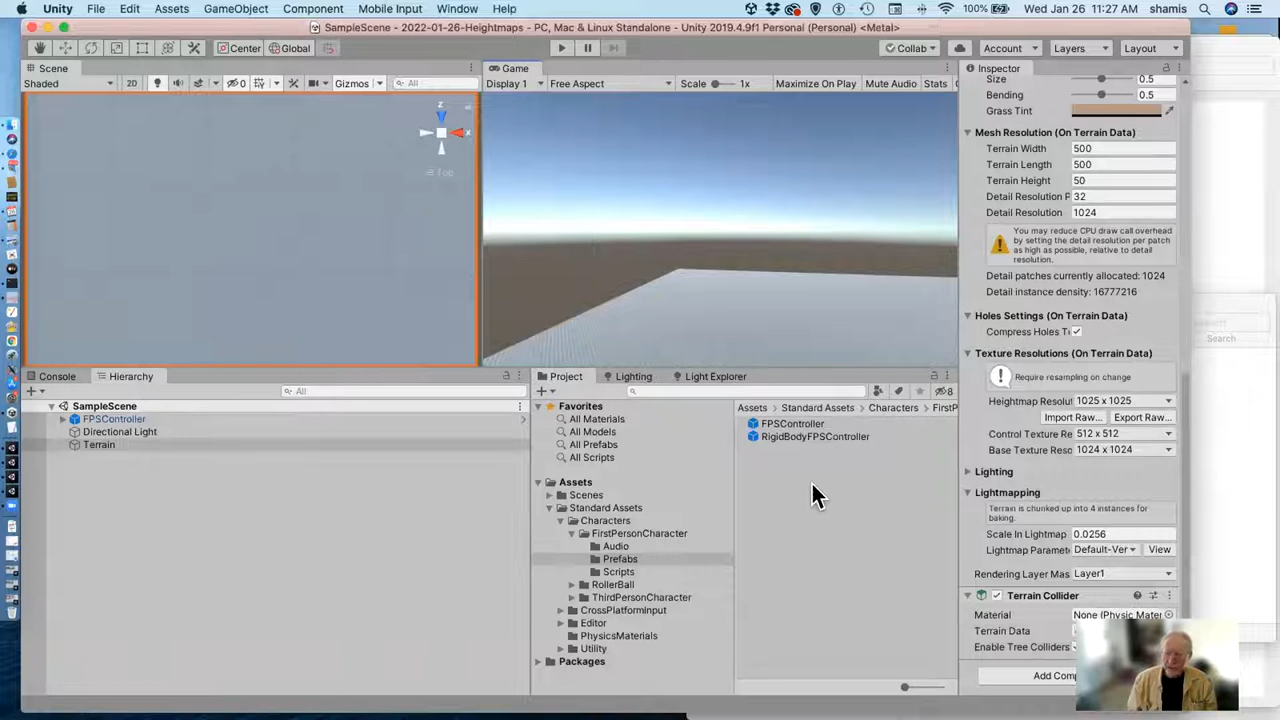 Unity File Edit Assets GameObject Component MobileInput Window Help 100% Wed Jan 26 11:27 AM shamis
SampleScene - 2022-01-26-Heightmaps - PC, Mac & Linux Standalone - Unity 2019.4.9f1 Personal (Personal) <Metal>
Center Global Collab Account Layers Layout
Scene
Shaded 2D 0 Gizmos All
z
x
Top
Game
Display 1 Free Aspect Scale 1x Maximize On Play Mute Audio Stats
Console Hierarchy
All
SampleScene
FPSController
Directional Light
Terrain
Project Lighting Light Explorer
8
Favorites
All Materials
All Models
All Prefabs
All Scripts
Assets
Scenes
Standard Assets
Characters
FirstPersonCharacter
Audio
Prefabs
Scripts
RollerBall
ThirdPersonCharacter
CrossPlatformInput
Editor
PhysicsMaterials
Utility
Packages
Assets Standard Assets Characters FirstP
FPSController
RigidBodyFPSController
Inspector
Size 0.5
Bending 0.5
Grass Tint
Mesh Resolution (On Terrain Data)
Terrain Width 500
Terrain Length 500
Terrain Height 50
Detail Resolution P 32
Detail Resolution 1024
You may reduce CPU draw call overhead
by setting the detail resolution per patch
as high as possible, relative to detail
resolution.
Detail patches currently allocated: 1024
Detail instance density: 16777216
Holes Settings (On Terrain Data)
Compress Holes T
Texture Resolutions (On Terrain Data)
Require resampling on change
Heightmap Resolut 1025 x 1025
Import Raw... Export Raw...
Control Texture Re 512 x 512
Base Texture Reso 1024 x 1024
Lighting
Lightmapping
Terrain is chunked up into 4 instances for
baking.
Scale In Lightmap 0.0256
Lightmap Paramete Default-Ver View
Rendering Layer Mas Layer1
Terrain Collider
Material None (Physic Mater
Terrain Data
Enable Tree Colliders
Add Comp
Search